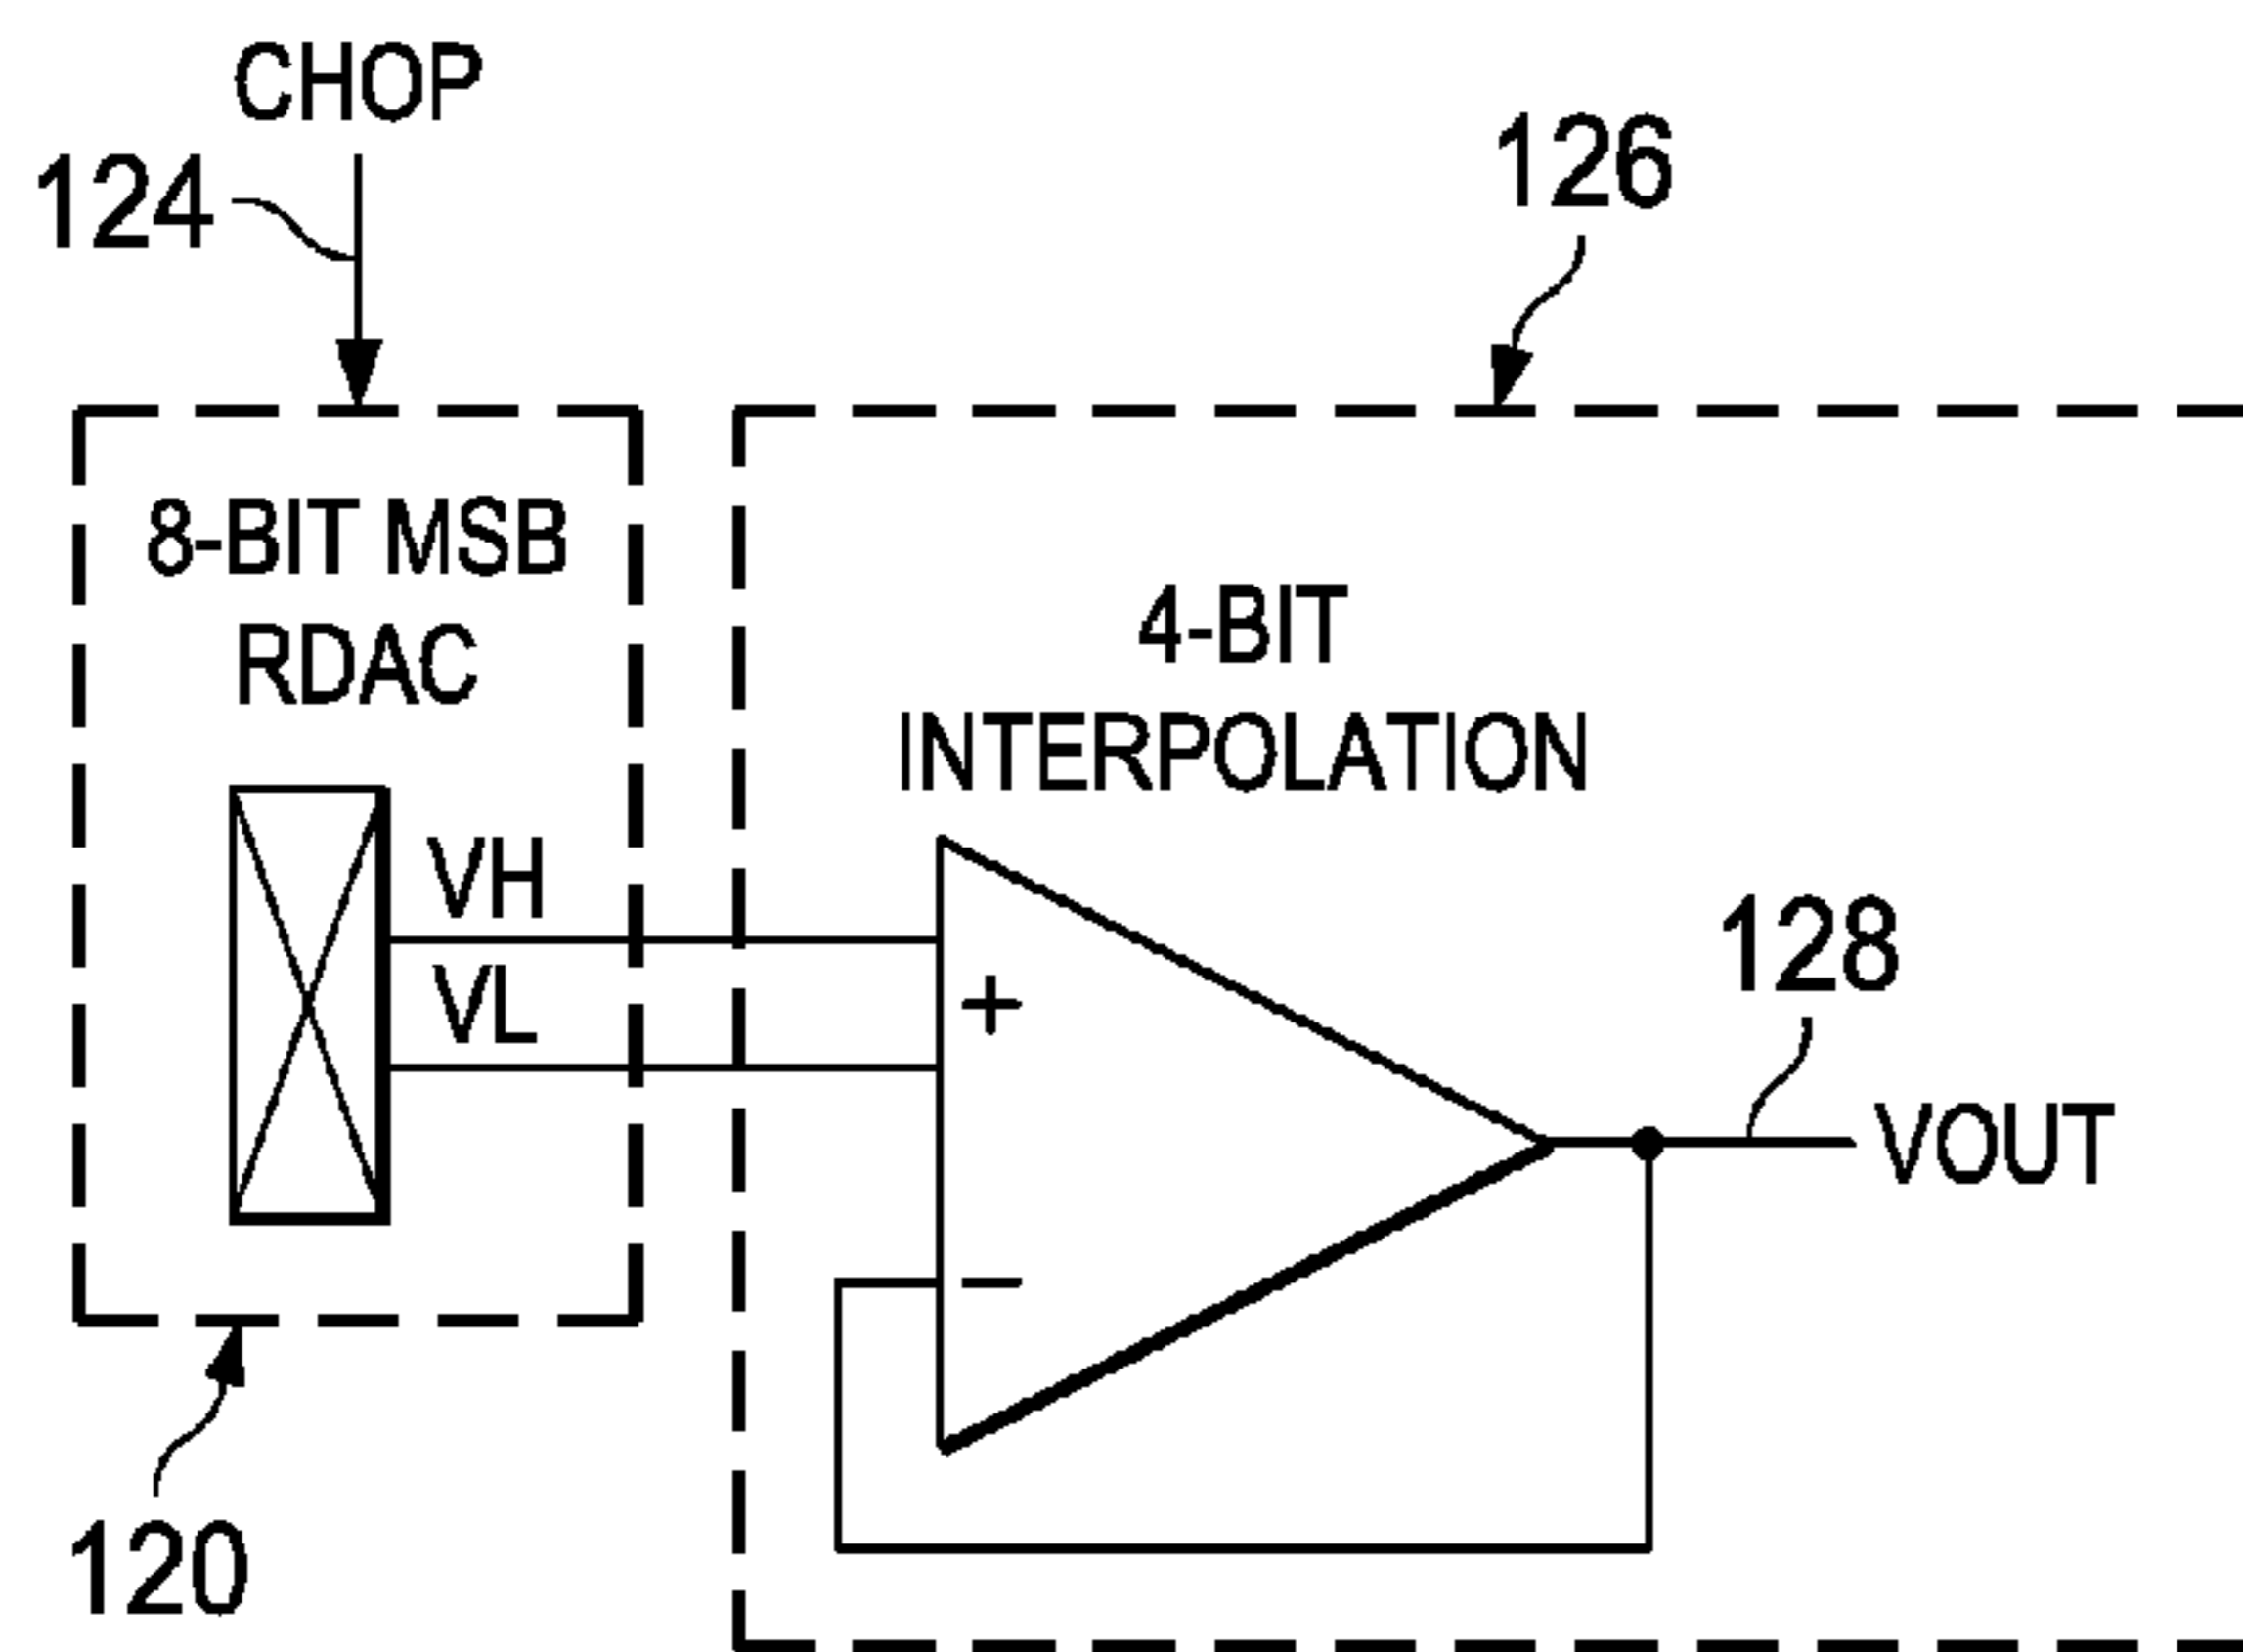 CHOP
124
126
8-BIT MSB
RDAC
4-BIT
INTERPOLATION
VH
VL
+
−
128
VOUT
120